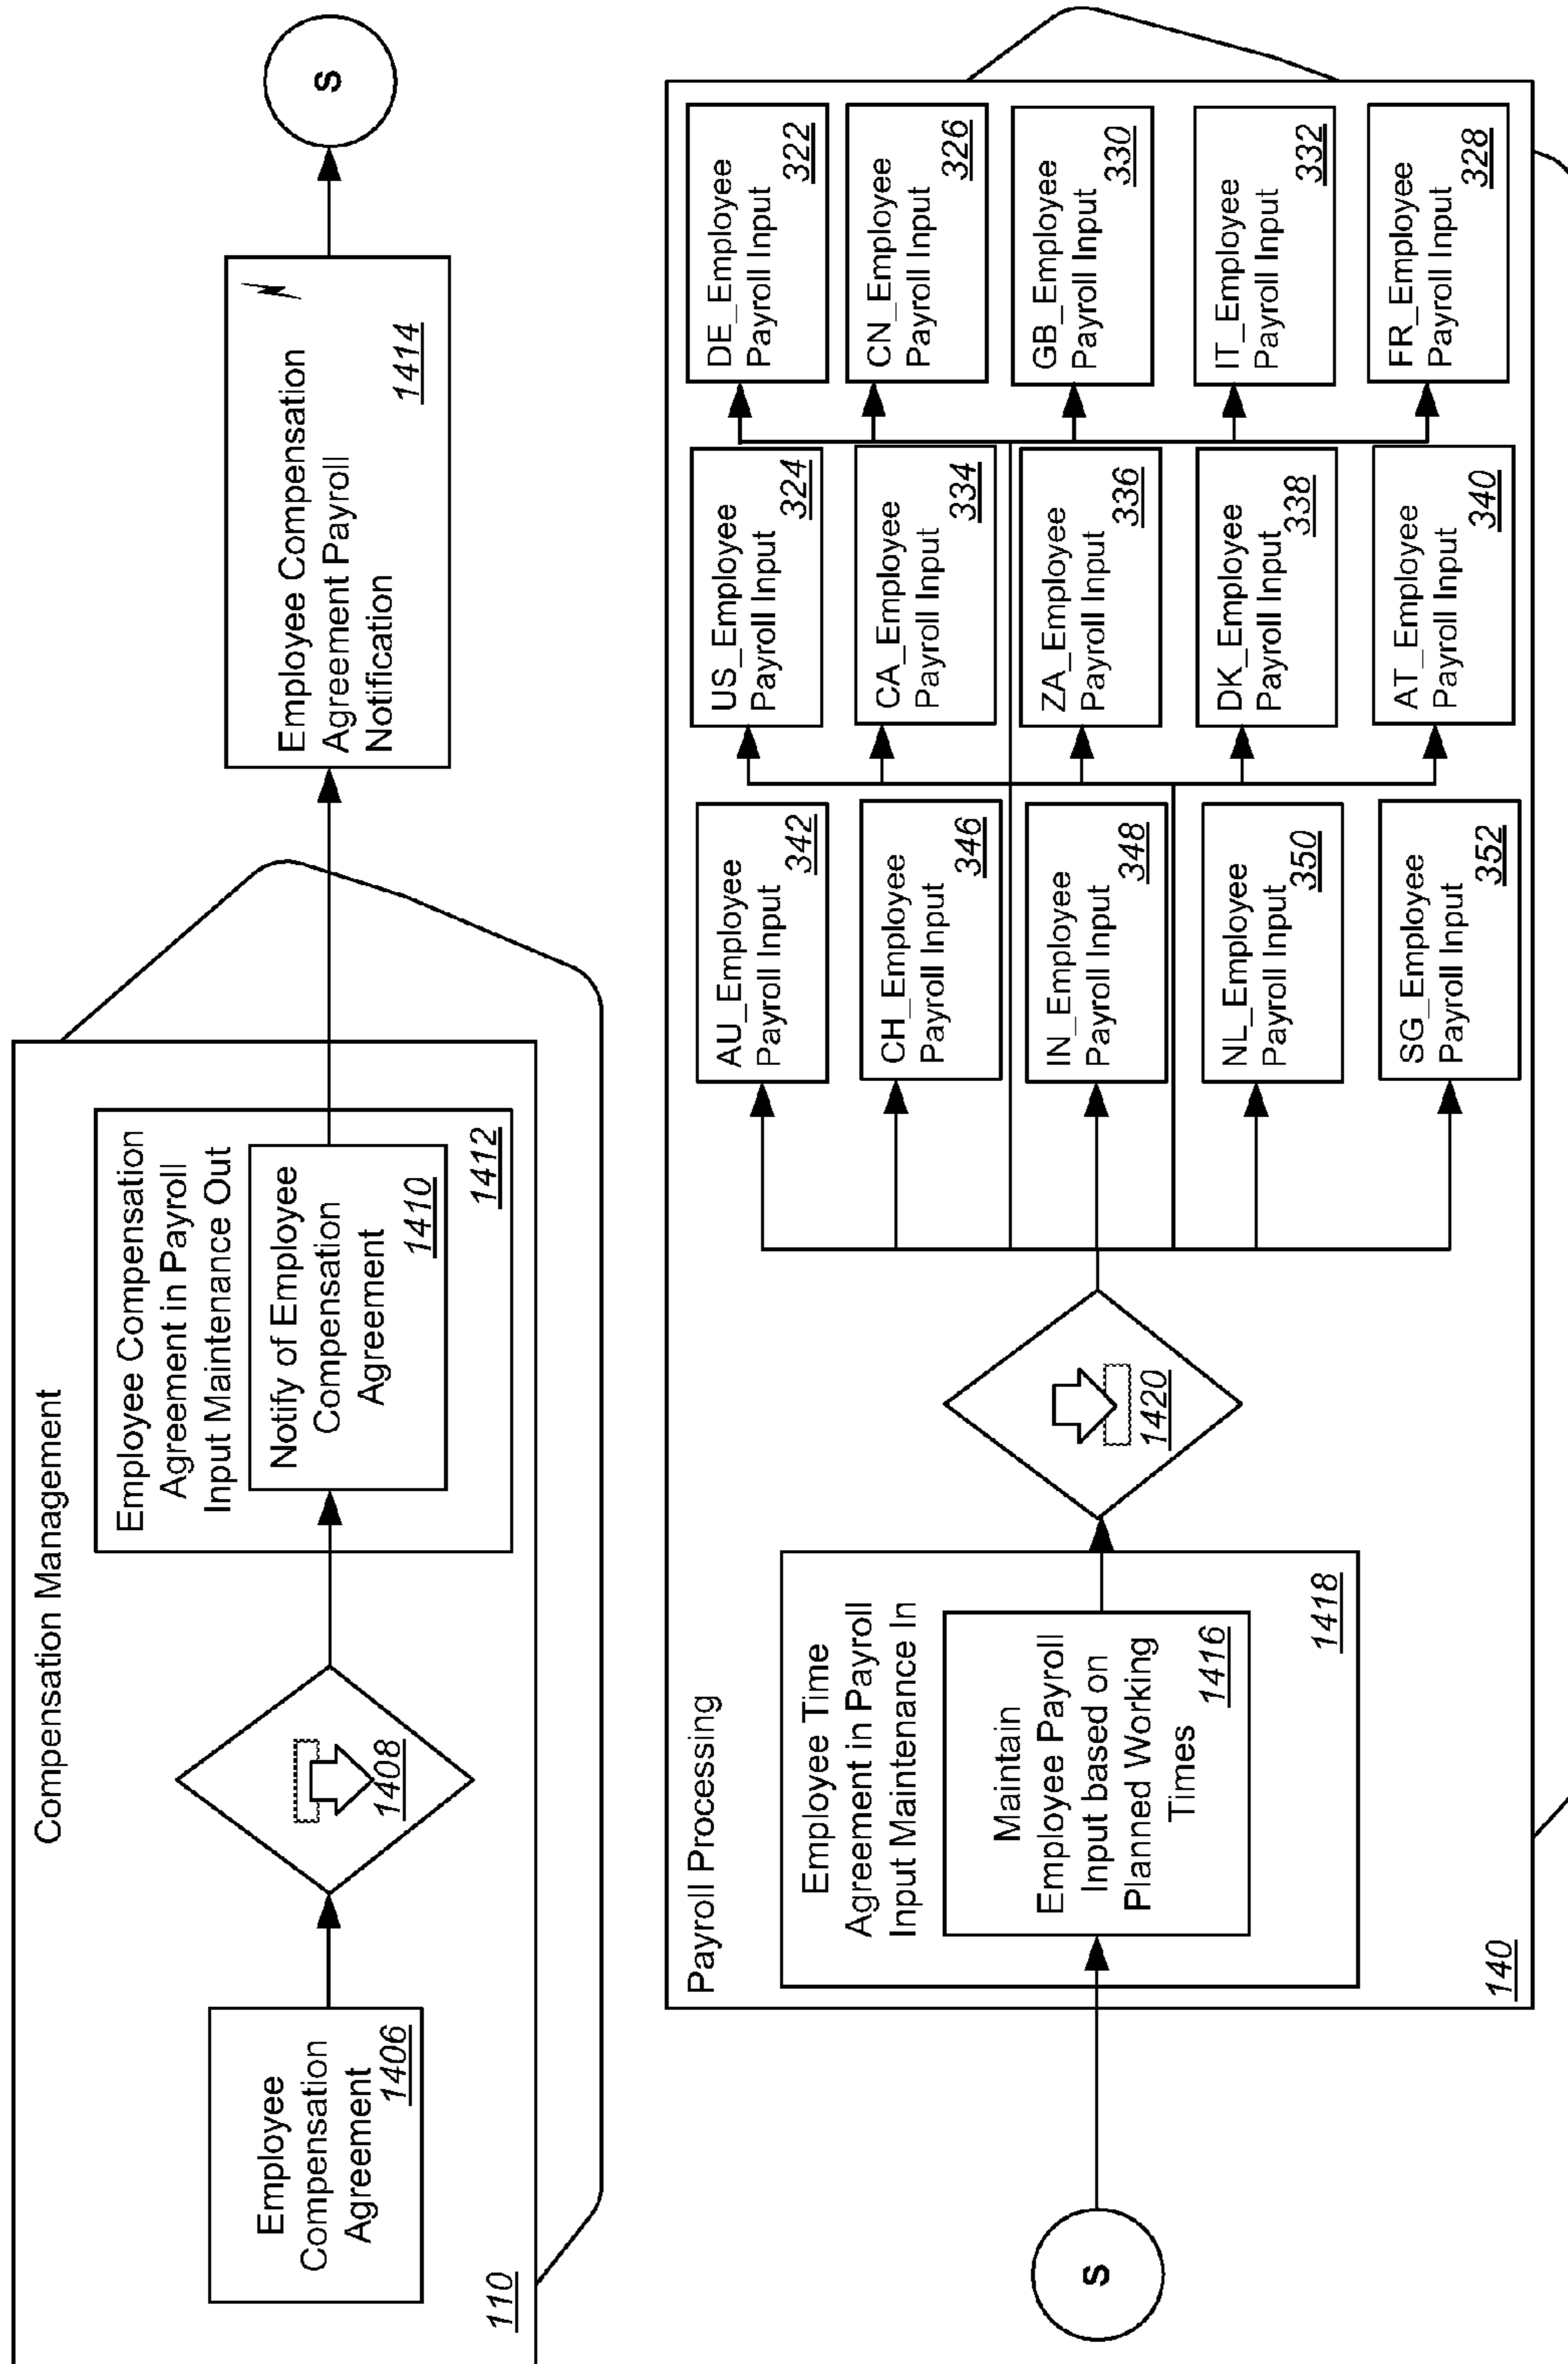 Compensation Management
Employee
Compensation
Agreement
1406
1408
Employee Compensation
Agreement in Payroll
Input Maintenance Out
Notify of Employee
Compensation
Agreement
1410
1412
110
Employee Compensation
Agreement Payroll
Notification
1414
S
S
Payroll Processing
Employee Time
Agreement in Payroll
Input Maintenance In
Maintain
Employee Payroll
Input based on
Planned Working
Times
1416
1418
1420
AU_Employee
Payroll Input
342
CH_Employee
Payroll Input
346
IN_Employee
Payroll Input
348
NL_Employee
Payroll Input
350
SG_Employee
Payroll Input
352
US_Employee
Payroll Input
324
CA_Employee
Payroll Input
334
ZA_Employee
Payroll Input
336
DK_Employee
Payroll Input
338
AT_Employee
Payroll Input
340
DE_Employee
Payroll Input
322
CN_Employee
Payroll Input
326
GB_Employee
Payroll Input
330
IT_Employee
Payroll Input
332
FR_Employee
Payroll Input
328
140